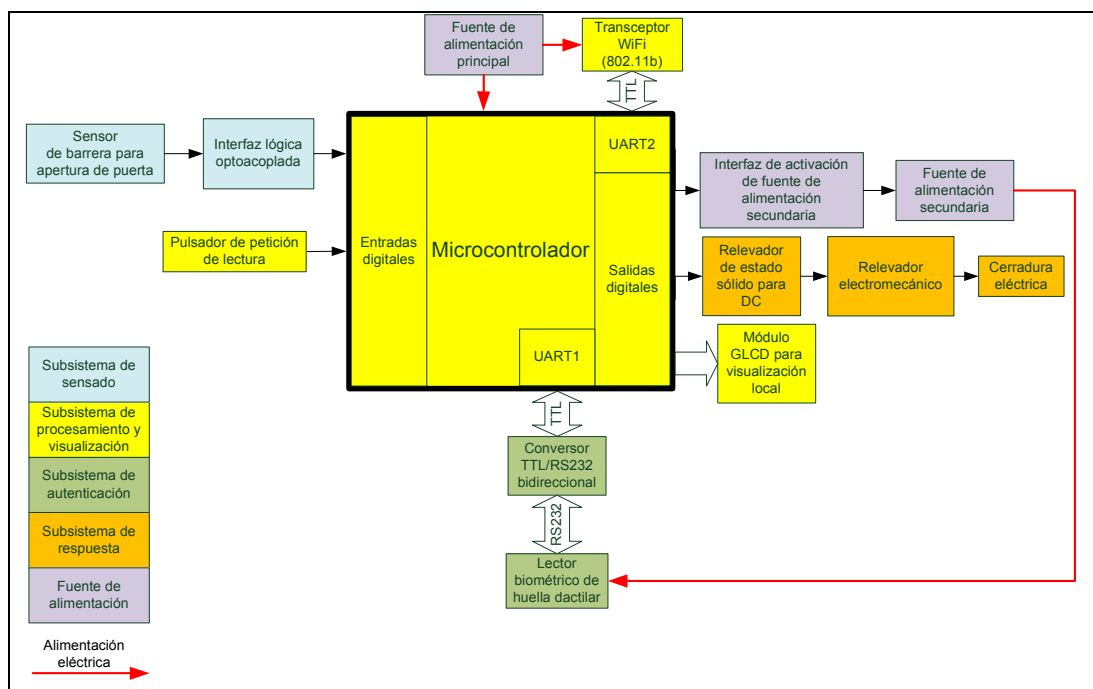 Fuente de
alimentación
principal
Transceptor
WiFi
(802.11b)
TTL
Sensor
de barrera para
apertura de puerta
Interfaz lógica
optoacoplada
UART2
Interfaz de activación
de fuente de
alimentación
secundaria
Fuente de
alimentación
secundaria
Pulsador de petición
de lectura
Entradas
digitales
Microcontrolador
Salidas
digitales
Relevador
de estado
sólido para
DC
Relevador
electromecánico
Cerradura
eléctrica
UART1
Módulo
GLCD para
visualización
local
TTL
Conversor
TTL/RS232
bidireccional
RS232
Lector
biométrico de
huella dactilar
Subsistema de
sensado
Subsistema de
procesamiento y
visualización
Subsistema de
autenticación
Subsistema de
respuesta
Fuente de
alimentación
Alimentación
eléctrica